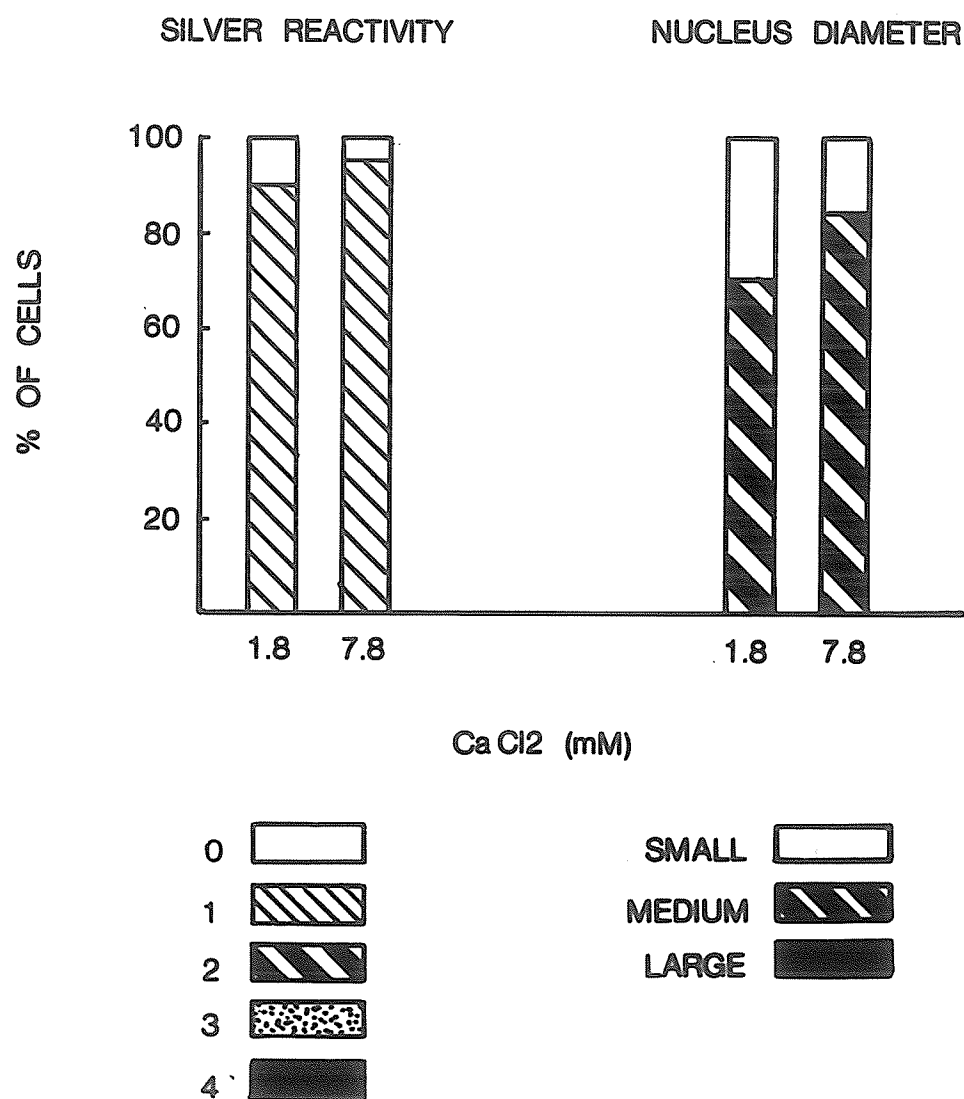 SILVER REACTIVITY
NUCLEUS DIAMETER
% OF CELLS
100
80
60
40
20
1.8 7.8
1.8 7.8
Ca Cl2 (mM)
0
1
2
3
4
SMALL
MEDIUM
LARGE